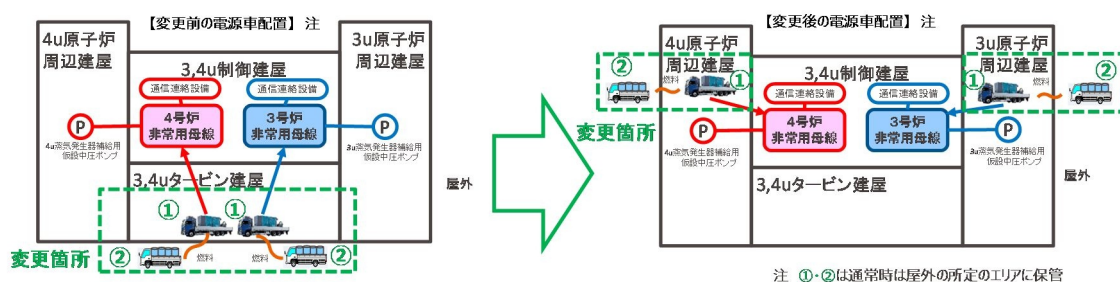 【変更前の電源車配置】 注
4u原子炉
周辺建屋
3u原子炉
周辺建屋
3,4u制御建屋
通信連絡設備
通信連絡設備
4号炉
非常用母線
3号炉
非常用母線
P
P
4u蒸気発生器補給用
仮設中圧ポンプ
3u蒸気発生器補給用
仮設中圧ポンプ
3,4uタービン建屋
屋外
① ①
変更箇所
② 燃料 燃料 ②
【変更後の電源車配置】 注
4u原子炉
周辺建屋
3u原子炉
周辺建屋
② 燃料 ①
① 燃料 ②
3,4u制御建屋
通信連絡設備
通信連絡設備
変更箇所
4号炉
非常用母線
3号炉
非常用母線
P
P
4u蒸気発生器補給用
仮設中圧ポンプ
3u蒸気発生器補給用
仮設中圧ポンプ
3,4uタービン建屋
屋外
注 ①・②は通常時は屋外の所定のエリアに保管